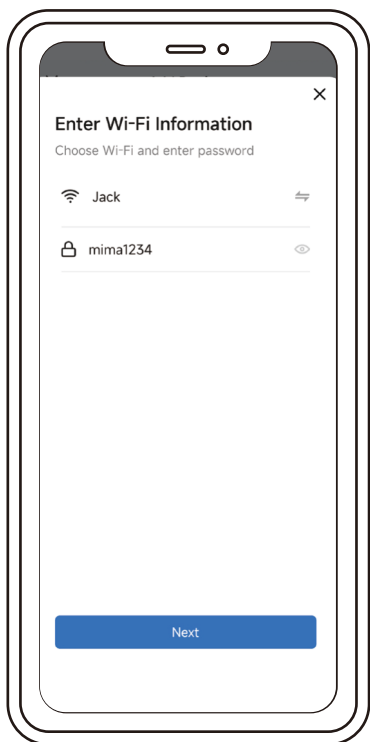 Enter Wi-Fi Information
Choose Wi-Fi and enter password
Jack
mima1234
Next